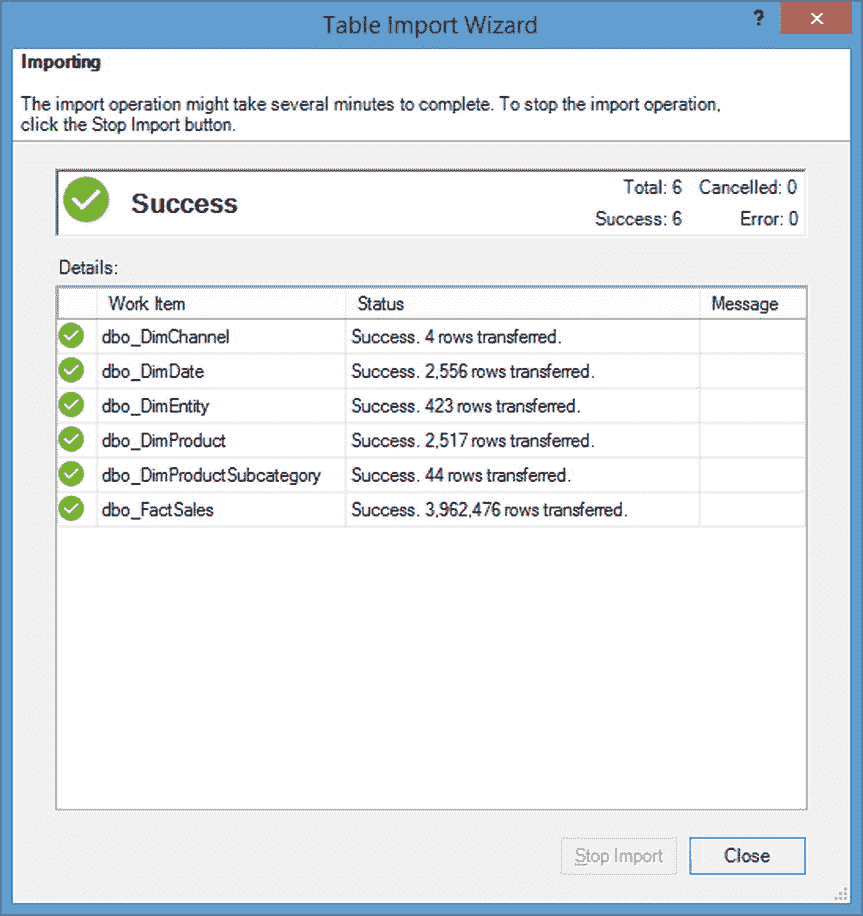 Table Import Wizard
?
Importing
The import operation might take several minutes to complete. To stop the import operation,
click the Stop Import button.
Success
Total: 6 Cancelled: 0
Success: 6 Error: 0
Details:
Work Item Status Message
dbo_DimChannel Success. 4 rows transferred.
dbo_DimDate Success. 2,556 rows transferred.
dbo_DimEntity Success. 423 rows transferred.
dbo_DimProduct Success. 2,517 rows transferred.
dbo_DimProductSubcategory Success. 44 rows transferred.
dbo_FactSales Success. 3,962,476 rows transferred.
Stop Import Close